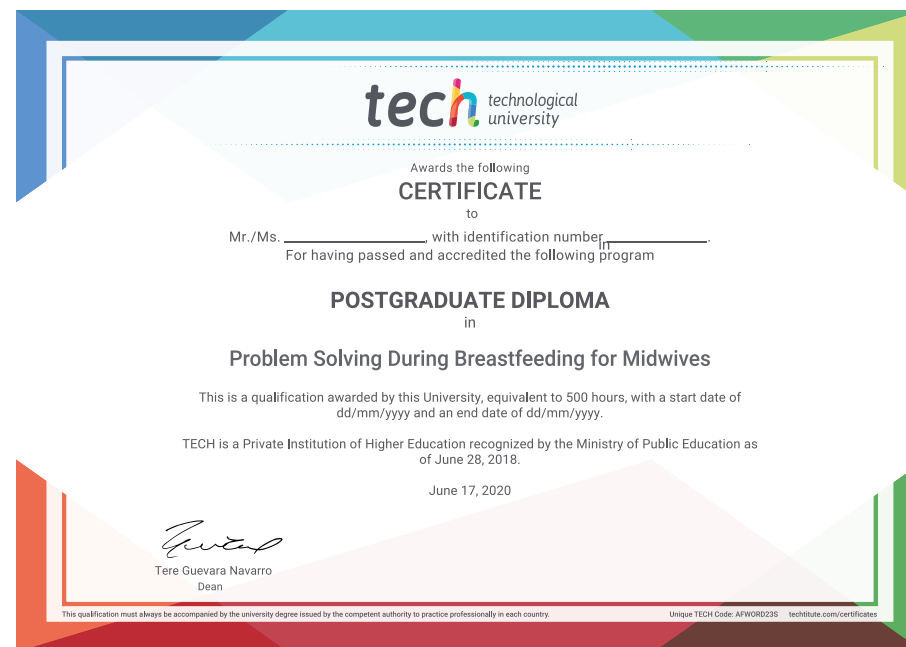 tech technological
university
Awards the following
CERTIFICATE
to
Mr./Ms. ____________________, with identification number ______________.
in
For having passed and accredited the following program
POSTGRADUATE DIPLOMA
in
Problem Solving During Breastfeeding for Midwives
This is a qualification awarded by this University, equivalent to 500 hours, with a start date of
dd/mm/yyyy and an end date of dd/mm/yyyy.
TECH is a Private Institution of Higher Education recognized by the Ministry of Public Education as
of June 28, 2018.
June 17, 2020
Tere Guevara Navarro
Dean
This qualification must always be accompanied by the university degree issued by the competent authority to practice professionally in each country. Unique TECH Code: AFWORD23S techtitute.com/certificates